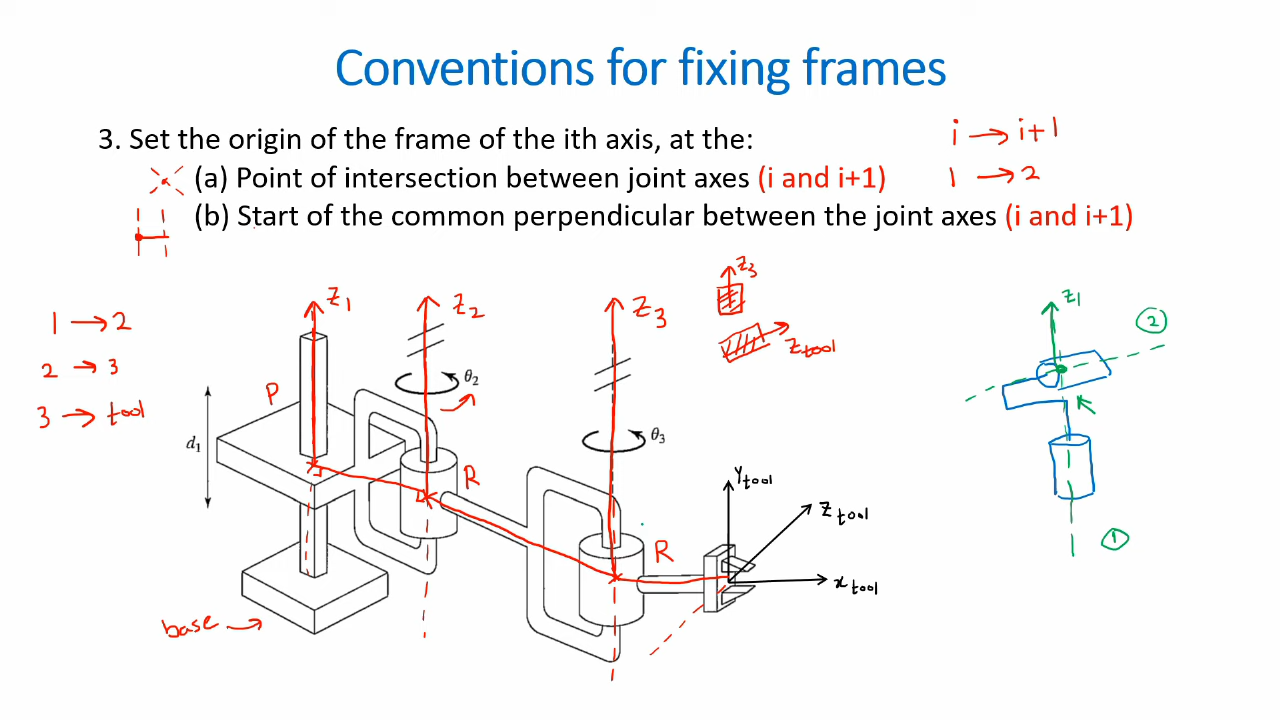 Conventions for fixing frames
3. Set the origin of the frame of the ith axis, at the:
i → i+1
(a) Point of intersection between joint axes (i and i+1)
1 → 2
(b) Start of the common perpendicular between the joint axes (i and i+1)
1 → 2
2 → 3
3 → tool
Z1
Z2
Z3
Z3
Ztool
Z1
2
P
θ2
d1
θ3
R
R
Ytool
Ztool
xtool
1
base →